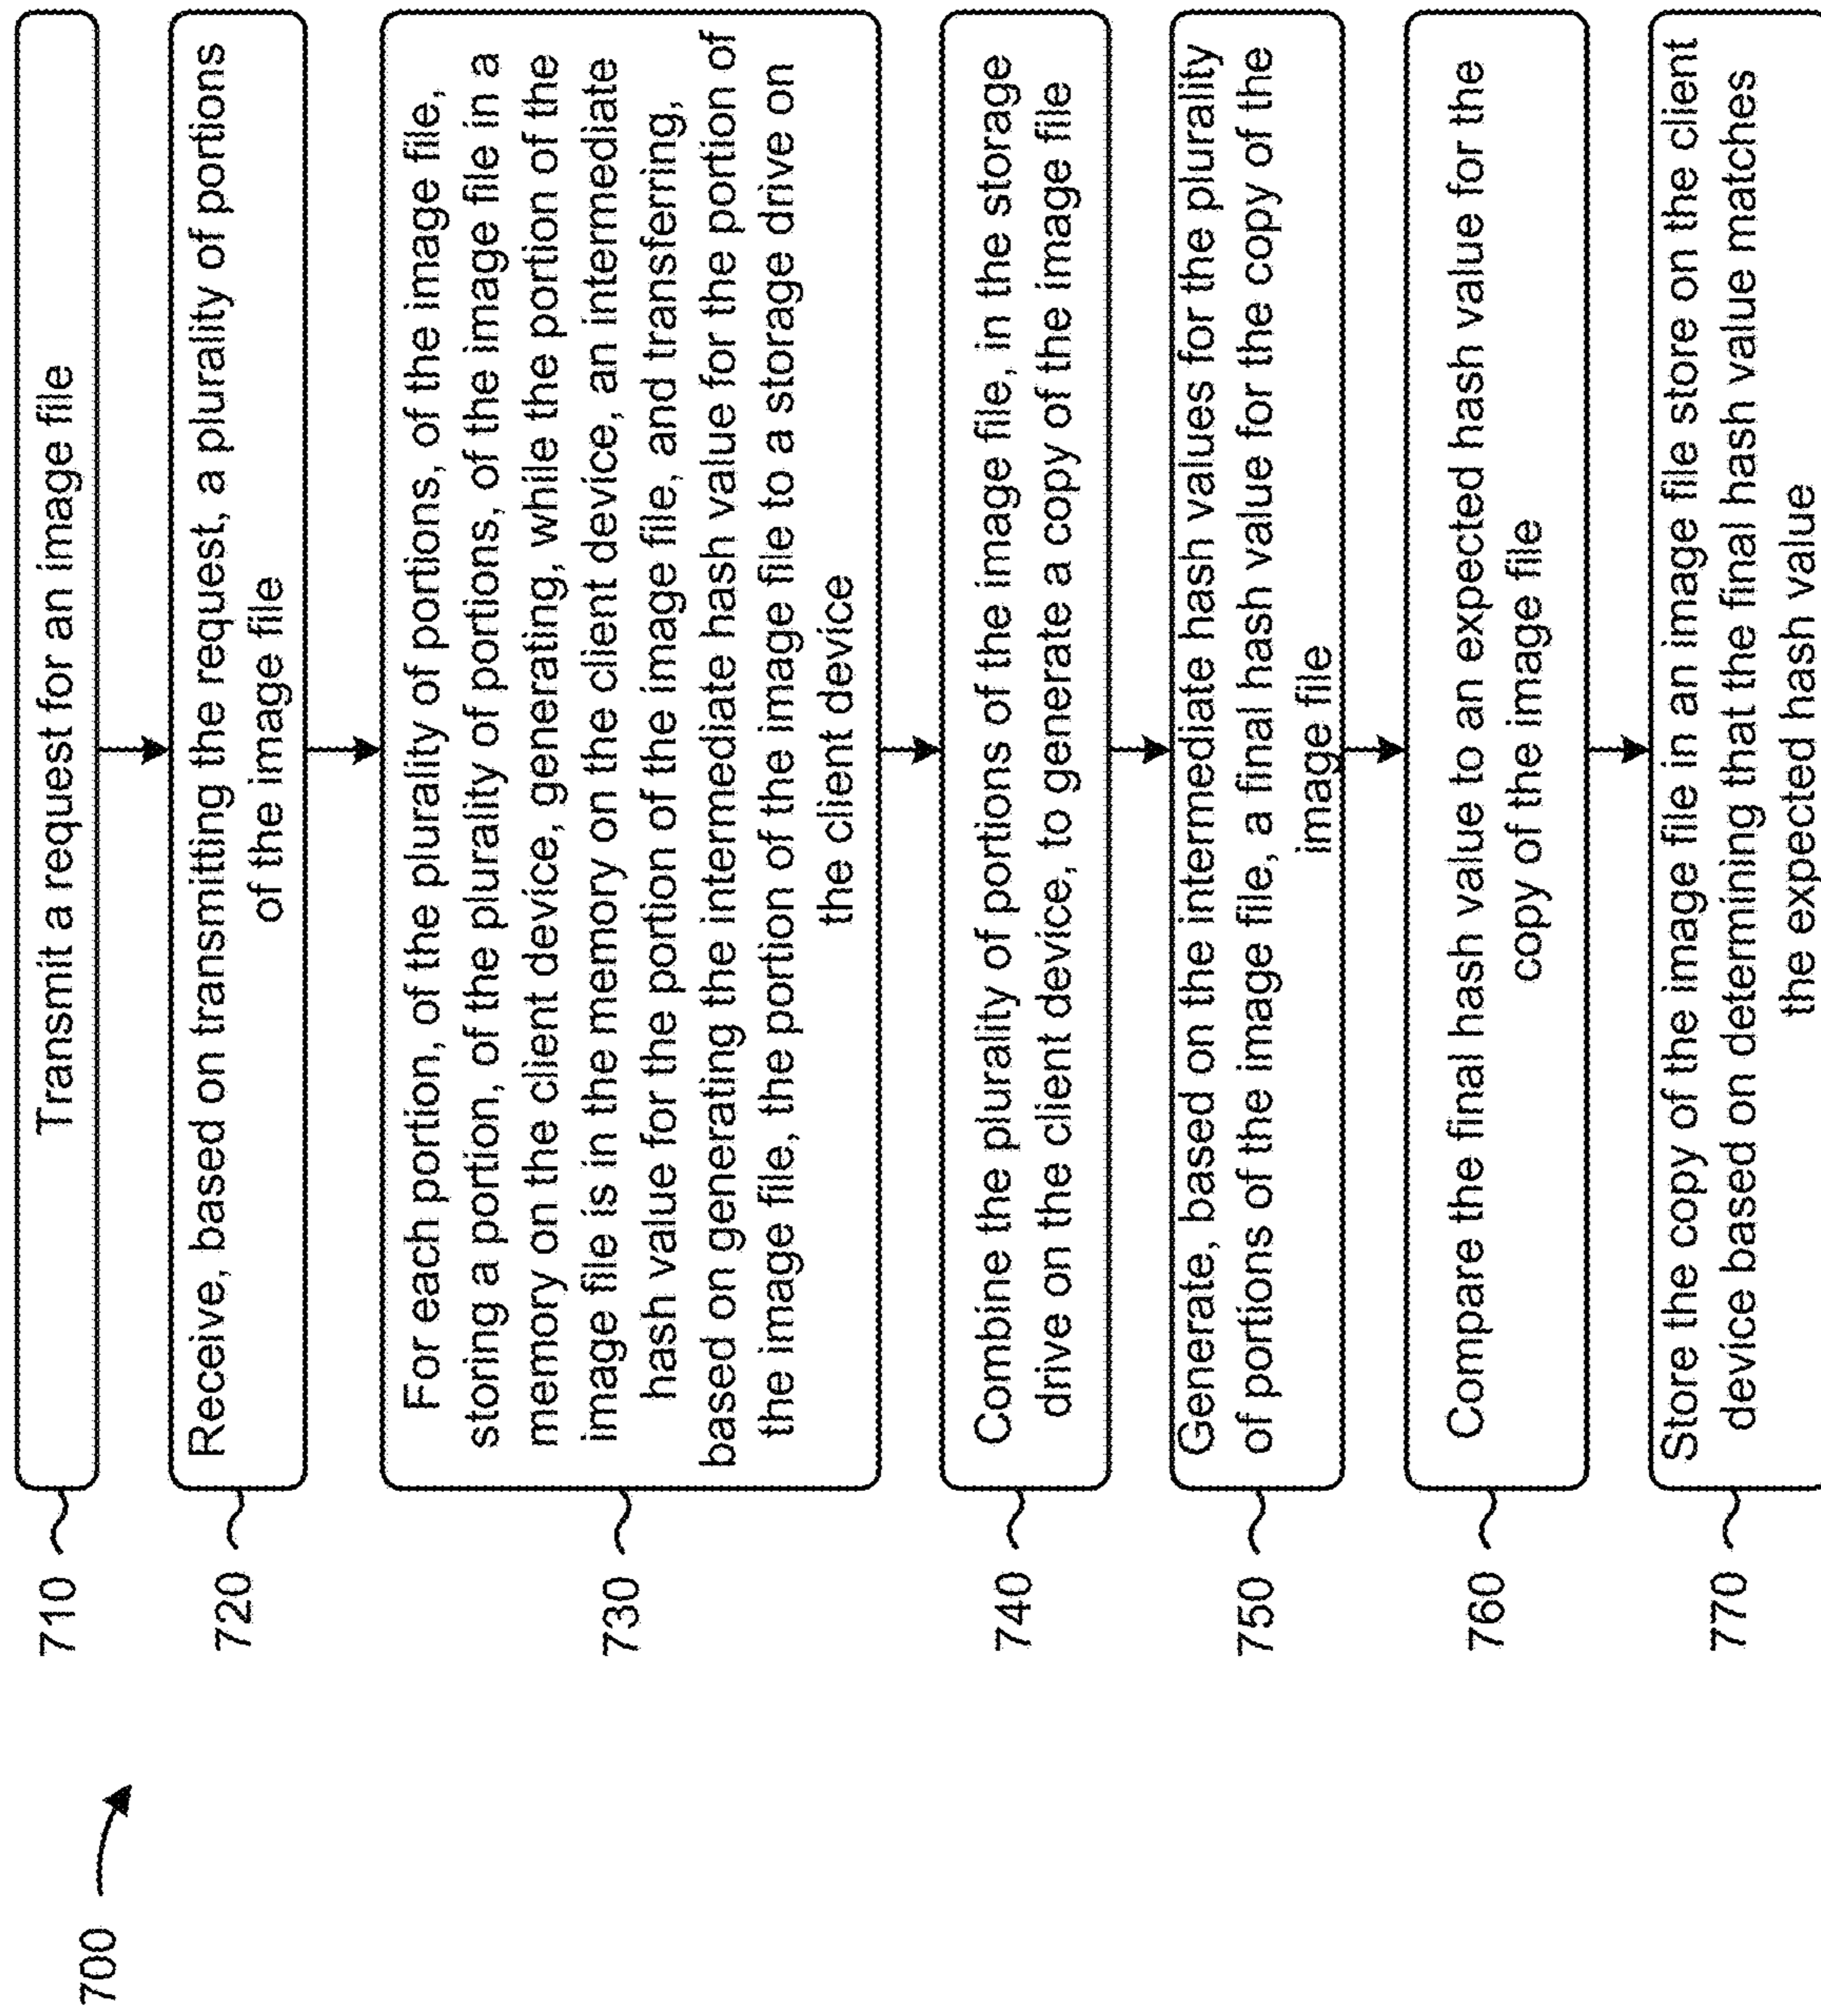 700
710
Transmit a request for an image file
720
Receive, based on transmitting the request, a plurality of portions
of the image file
730
For each portion, of the plurality of portions, of the image file,
storing a portion, of the plurality of portions, of the image file in a
memory on the client device, generating, while the portion of the
image file is in the memory on the client device, an intermediate
hash value for the portion of the image file, and transferring,
based on generating the intermediate hash value for the portion of
the image file, the portion of the image file to a storage drive on
the client device
740
Combine the plurality of portions of the image file, in the storage
drive on the client device, to generate a copy of the image file
750
Generate, based on the intermediate hash values for the plurality
of portions of the image file, a final hash value for the copy of the
image file
760
Compare the final hash value to an expected hash value for the
copy of the image file
770
Store the copy of the image file in an image file store on the client
device based on determining that the final hash value matches
the expected hash value